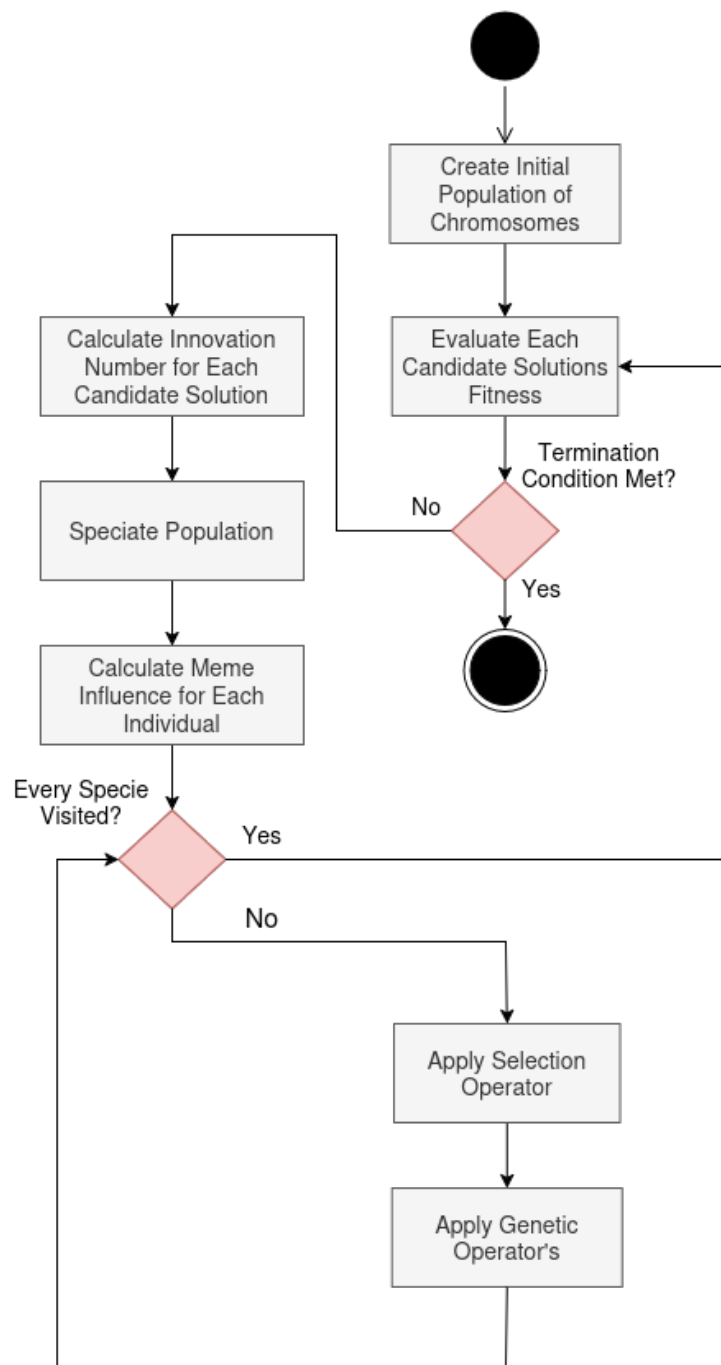 Create Initial
Population of
Chromosomes
Evaluate Each
Candidate Solutions
Fitness
Termination
Condition Met?
No
Yes
Calculate Innovation
Number for Each
Candidate Solution
Speciate Population
Calculate Meme
Influence for Each
Individual
Every Specie
Visited?
Yes
No
Apply Selection
Operator
Apply Genetic
Operator's